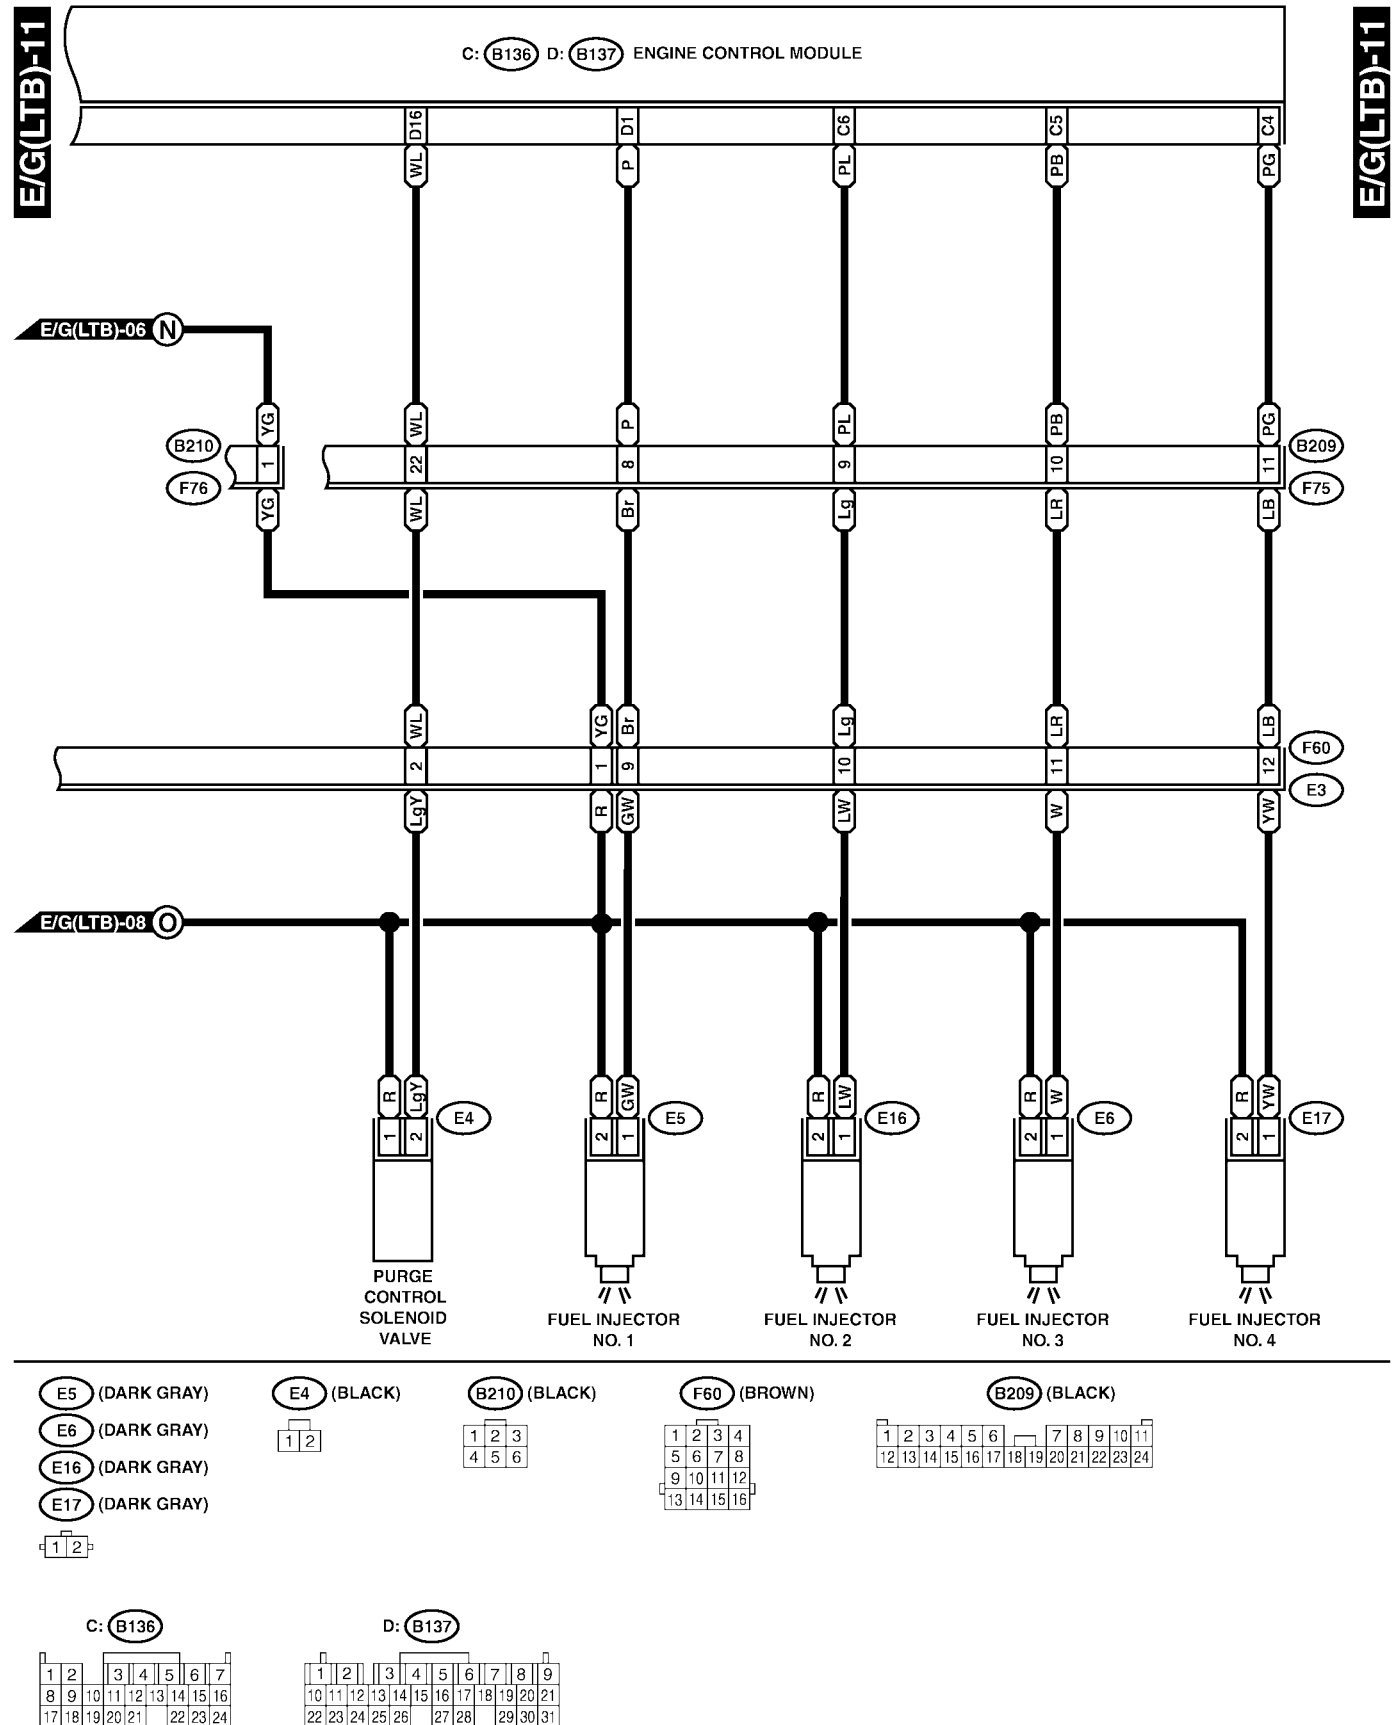 E/G(LTB)-11
E/G(LTB)-11
C: B136 D: B137 ENGINE CONTROL MODULE
D16 D1 C6 C5 C4
WL P PL PB PG
E/G(LTB)-06 N
YG WL P PL PB PG
B210 B209
1 22 8 9 10 11
F76 F75
YG WL Br Lg LR LB
WL YG Br Lg LR LB
F60
2 1 9 10 11 12
E3
LgY R GW LW W YW
E/G(LTB)-08 O
R LgY R GW R LW R W R YW
E4 E5 E16 E6 E17
1 2 2 1 2 1 2 1 2 1
PURGE
CONTROL
SOLENOID
VALVE
FUEL INJECTOR
NO. 1
FUEL INJECTOR
NO. 2
FUEL INJECTOR
NO. 3
FUEL INJECTOR
NO. 4
E5 (DARK GRAY)
E6 (DARK GRAY)
E16 (DARK GRAY)
E17 (DARK GRAY)
1 2
E4 (BLACK)
1 2
B210 (BLACK)
1 2 3
4 5 6
F60 (BROWN)
1 2 3 4
5 6 7 8
9 10 11 12
13 14 15 16
B209 (BLACK)
1 2 3 4 5 6 7 8 9 10 11
12 13 14 15 16 17 18 19 20 21 22 23 24
C: B136
1 2 3 4 5 6 7
8 9 10 11 12 13 14 15 16
17 18 19 20 21 22 23 24
D: B137
1 2 3 4 5 6 7 8 9
10 11 12 13 14 15 16 17 18 19 20 21
22 23 24 25 26 27 28 29 30 31